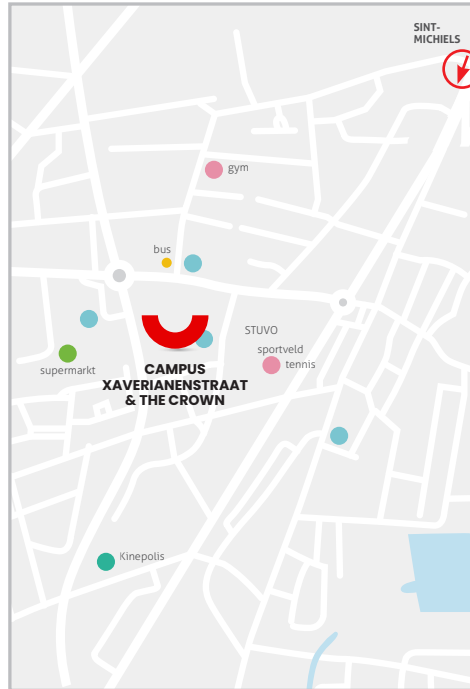 SINT-
MICHIELS
gym
bus
STUVO
sportveld
tennis
supermarkt
CAMPUS
XAVERIANENSTRAAT
& THE CROWN
Kinepolis